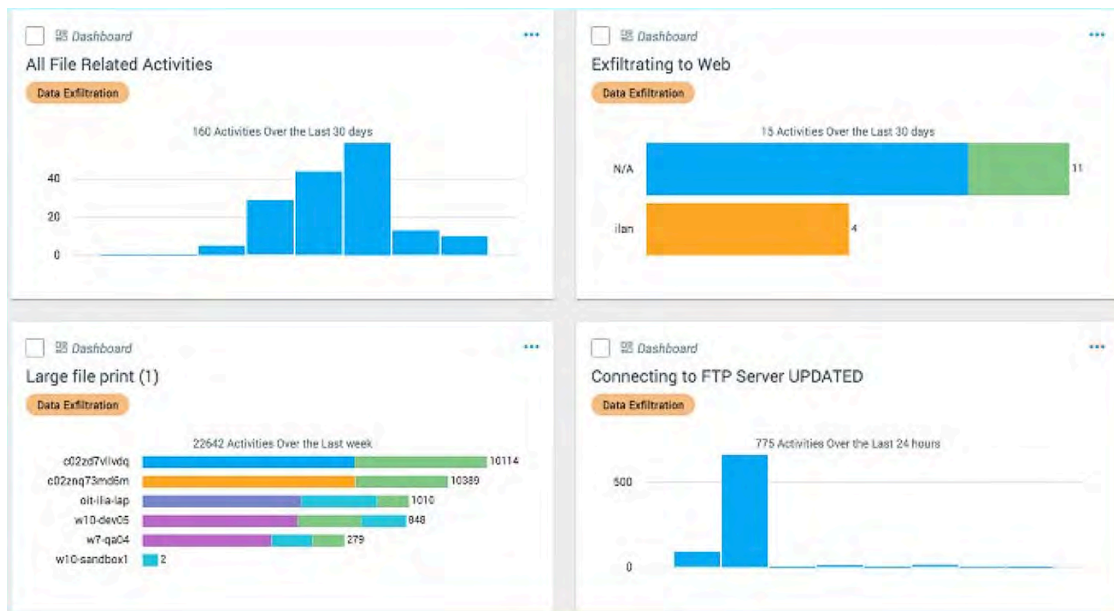 Dashboard
All File Related Activities
Data Exfiltration
160 Activities Over the Last 30 days
40
20
0
Dashboard
Exfiltrating to Web
Data Exfiltration
15 Activities Over the Last 30 days
N/A
11
ilan
4
Dashboard
Large file print (1)
Data Exfiltration
22642 Activities Over the Last week
10114
c02znq73md6m 10389
oit-ilia-lap 1010
w10-dev05 848
w7-qa04 279
w10-sandbox1 2
Dashboard
Connecting to FTP Server UPDATED
Data Exfiltration
775 Activities Over the Last 24 hours
500
0